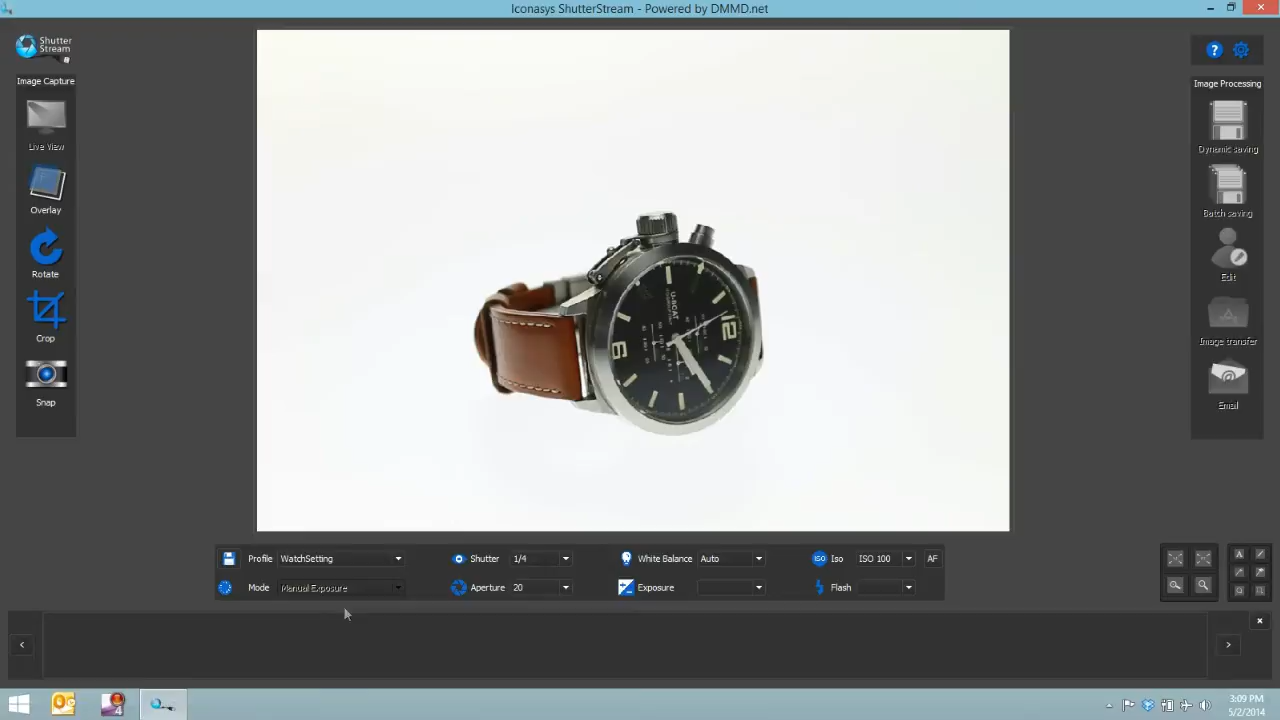 Iconasys ShutterStream - Powered by DMMD.net
Shutter
Stream
Image Capture
Live View
Overlay
Rotate
Crop
Snap
U-BOAT
?
Image Processing
Dynamic saving
Batch saving
Edit
Image transfer
Email
Profile WatchSetting Shutter 1/4 White Balance Auto ISO Iso ISO 100 AF
Mode Manual Exposure Aperture 20 Exposure Flash
3:09 PM
5/2/2014